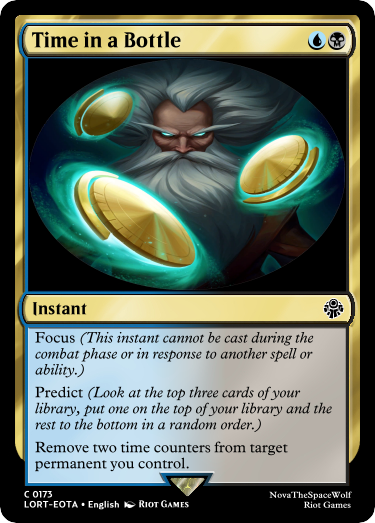 Time in a Bottle
Instant
Focus (This instant cannot be cast during the
combat phase or in response to another spell or
ability.)
Predict (Look at the top three cards of your
library, put one on the top of your library and the
rest to the bottom in a random order.)
Remove two time counters from target
permanent you control.
C 0173
LORT-EOTA • English Riot Games
NovaTheSpaceWolf
Riot Games